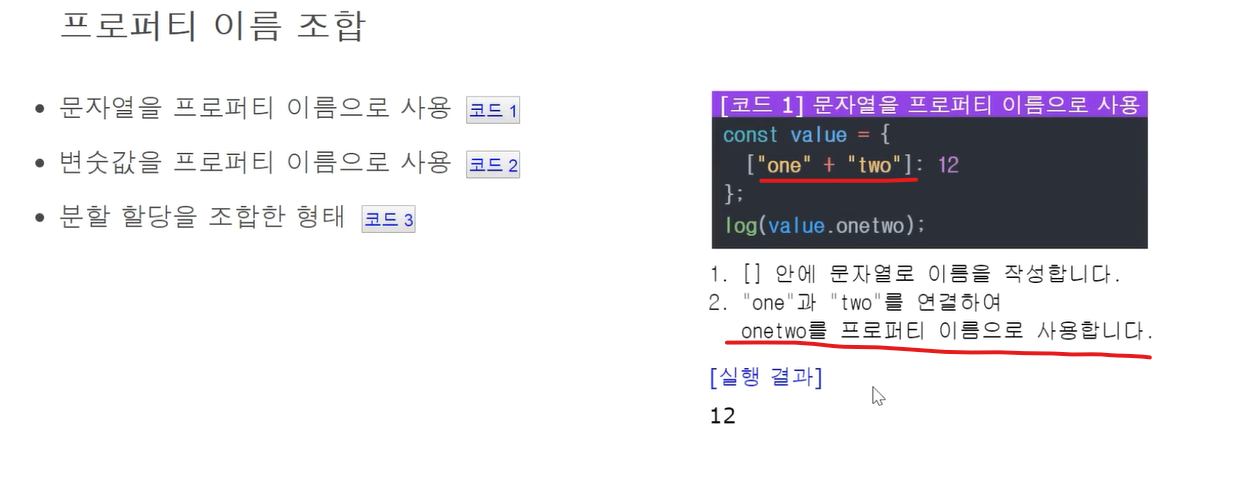 프로퍼티 이름 조합
• 문자열을 프로퍼티 이름으로 사용 코드 1
• 변숫값을 프로퍼티 이름으로 사용 코드 2
• 분할 할당을 조합한 형태 코드 3
[코드 1] 문자열을 프로퍼티 이름으로 사용
const value = {
  ["one" + "two"]: 12
};
log(value.onetwo);
1. [] 안에 문자열로 이름을 작성합니다.
2. "one"과 "two"를 연결하여
onetwo를 프로퍼티 이름으로 사용합니다.
[실행 결과]
12